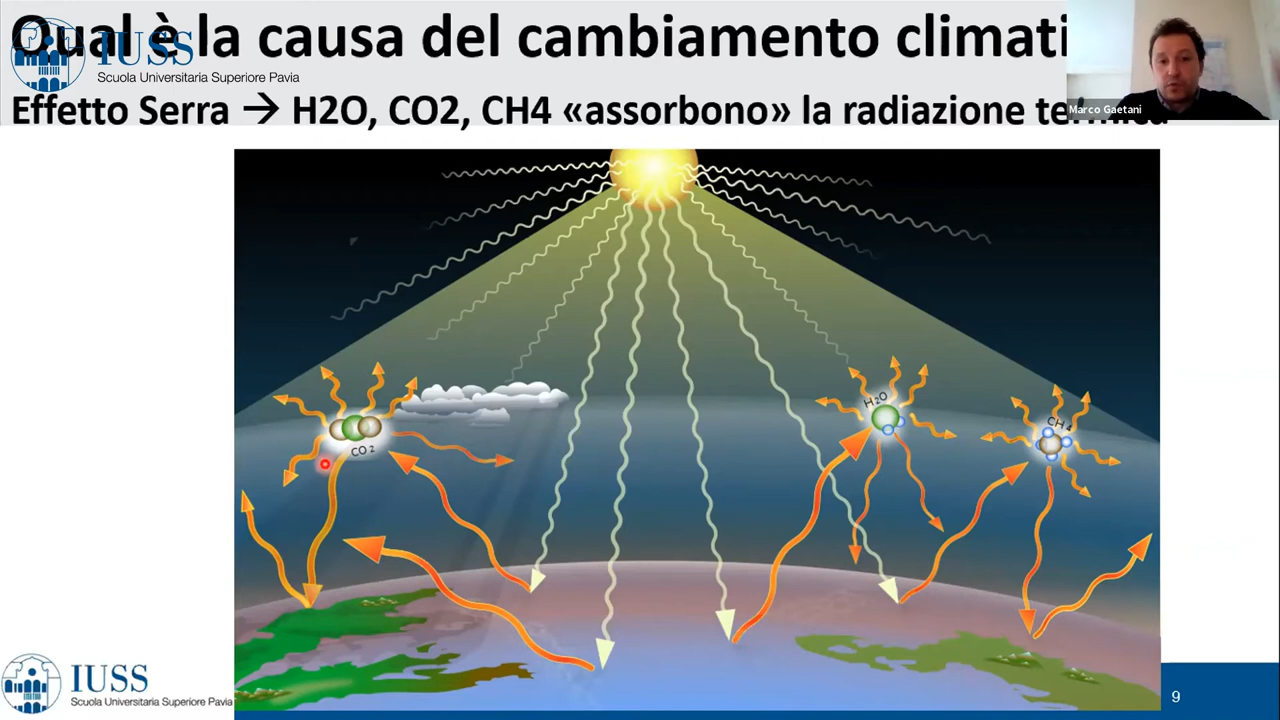 Qual è la causa del cambiamento climati
IUSS
Scuola Universitaria Superiore Pavia
Marco Gaetani
Effetto Serra → H2O, CO2, CH4 «assorbono» la radiazione termica
H2O
CH4
CO2
IUSS
Scuola Universitaria Superiore Pavia
9